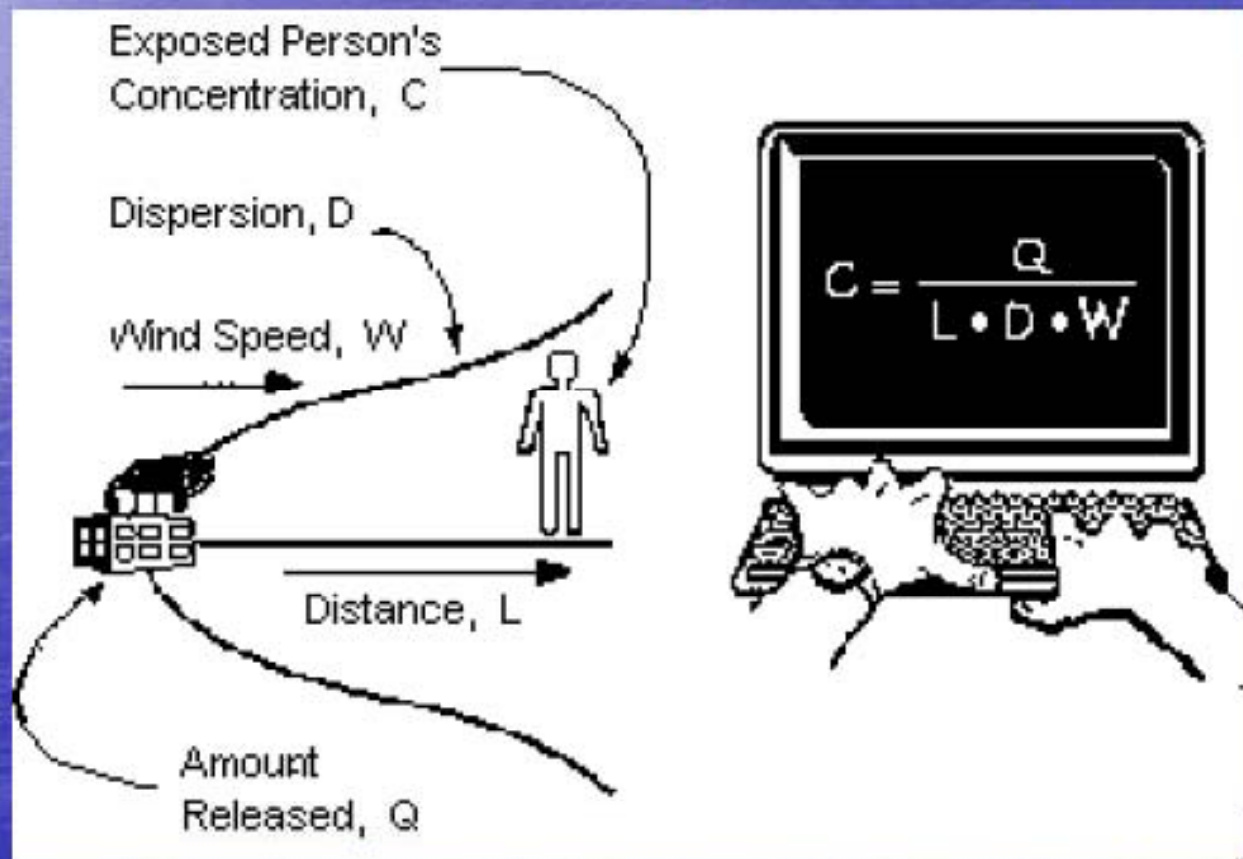 Exposed Person's
Concentration, C
Dispersion, D
Wind Speed, W
Distance, L
Amount
Released, Q
C = Q
L • D • W